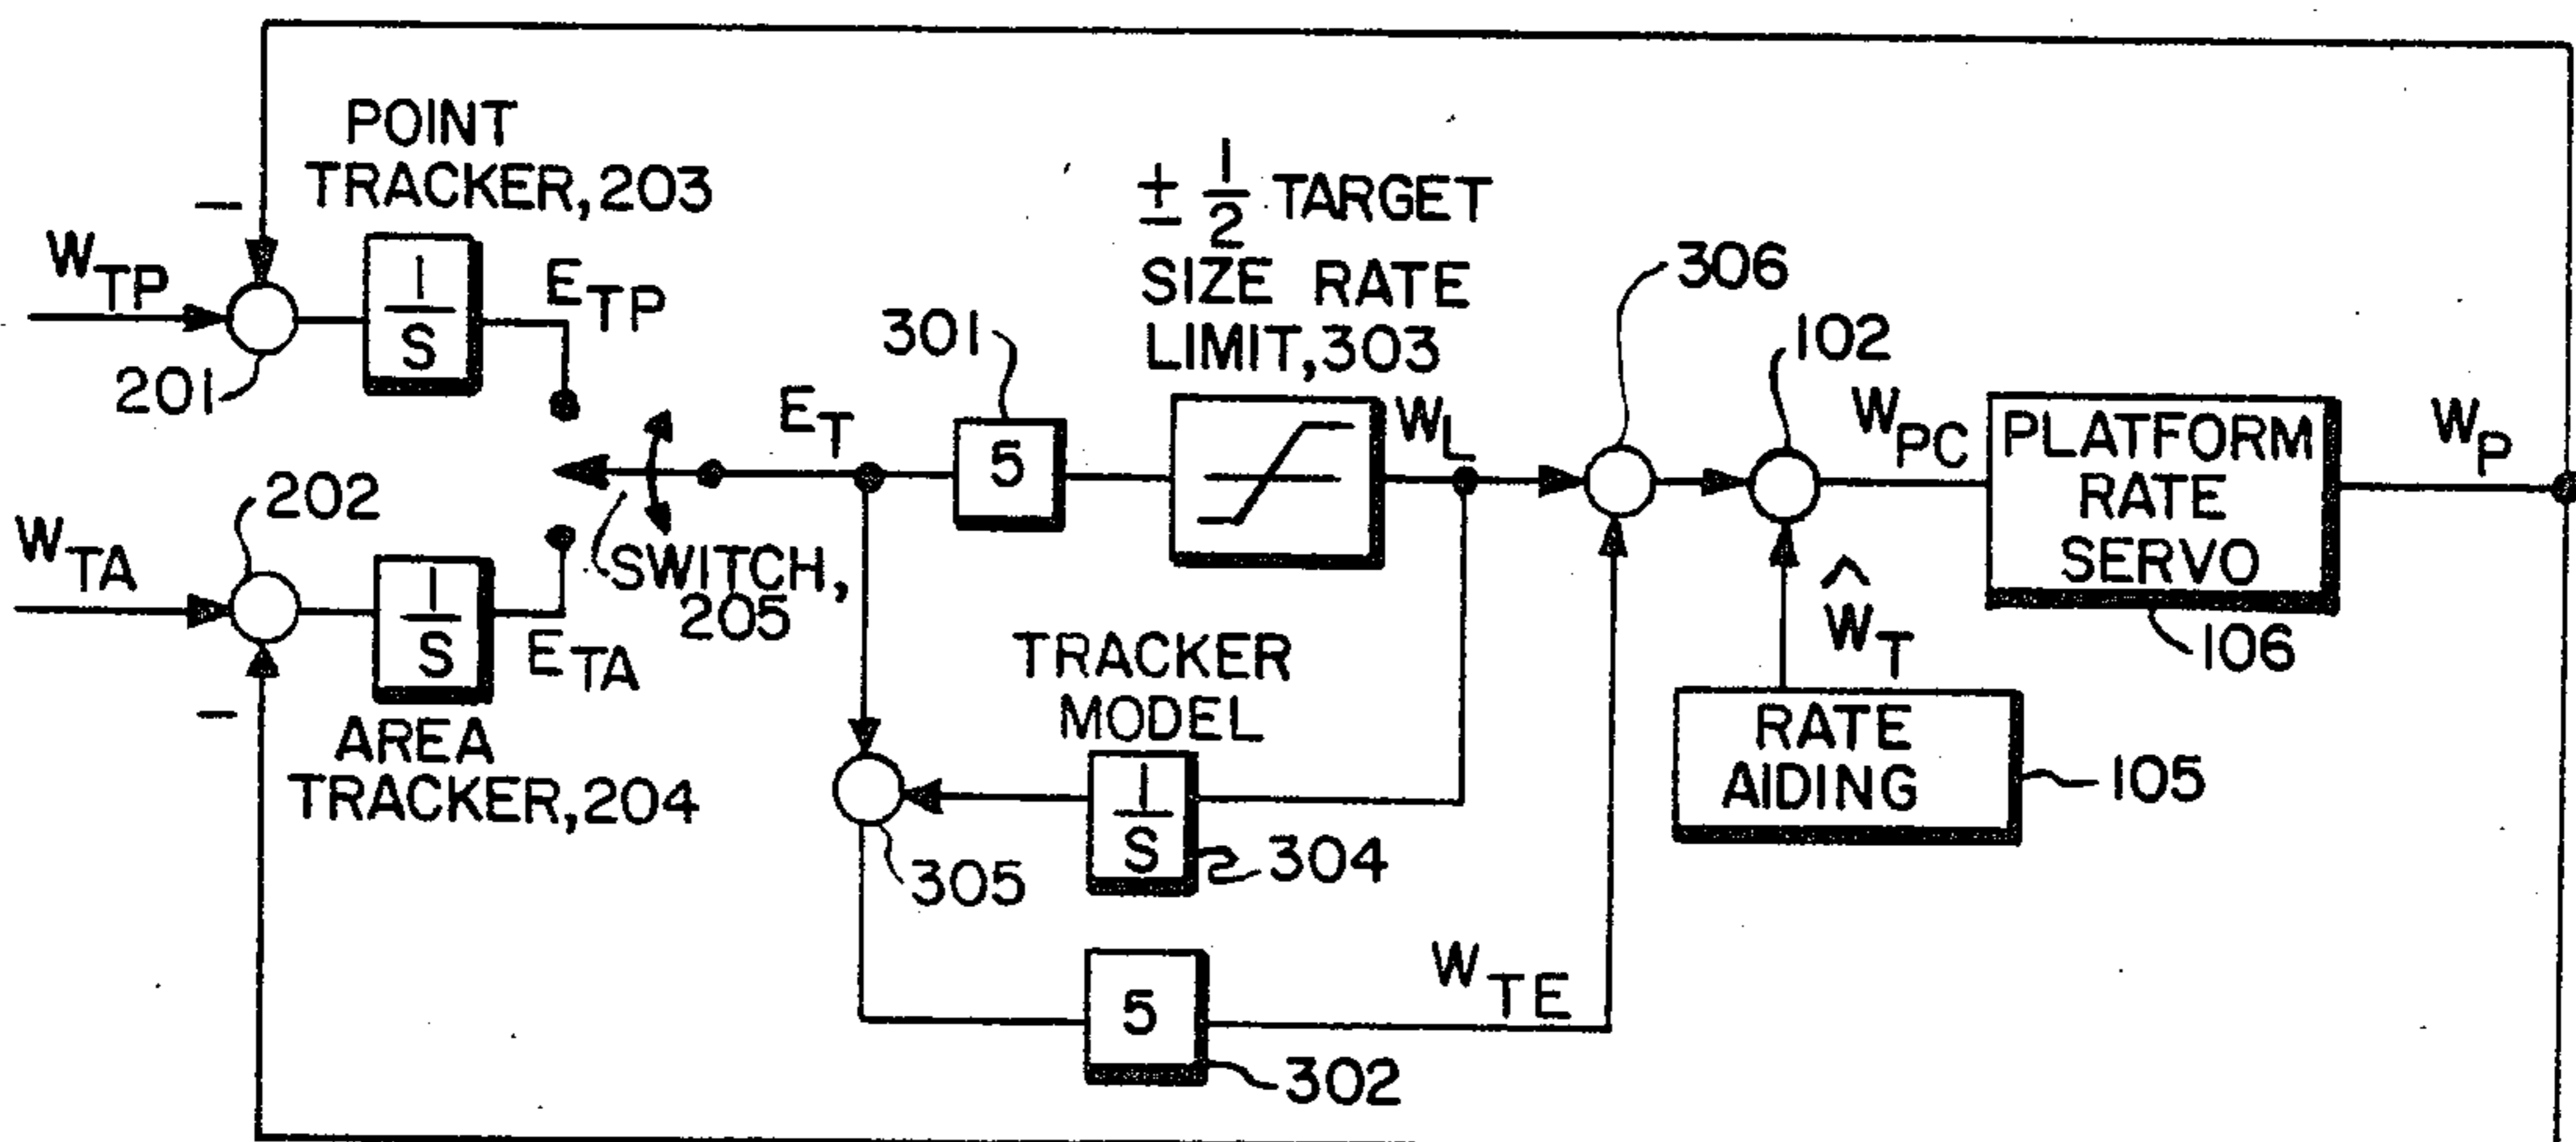 POINT
TRACKER, 203
−
W_TP
1/S
E_TP
201
± 1/2 TARGET
SIZE RATE
LIMIT, 303
301
5
E_T
W_L
306
102
W_PC
PLATFORM
RATE
SERVO
W_P
106
202
W_TA
−
1/S
E_TA
AREA
TRACKER, 204
SWITCH,
205
TRACKER
MODEL
1/S
304
305
Ŵ_T
RATE
AIDING
105
5
302
W_TE